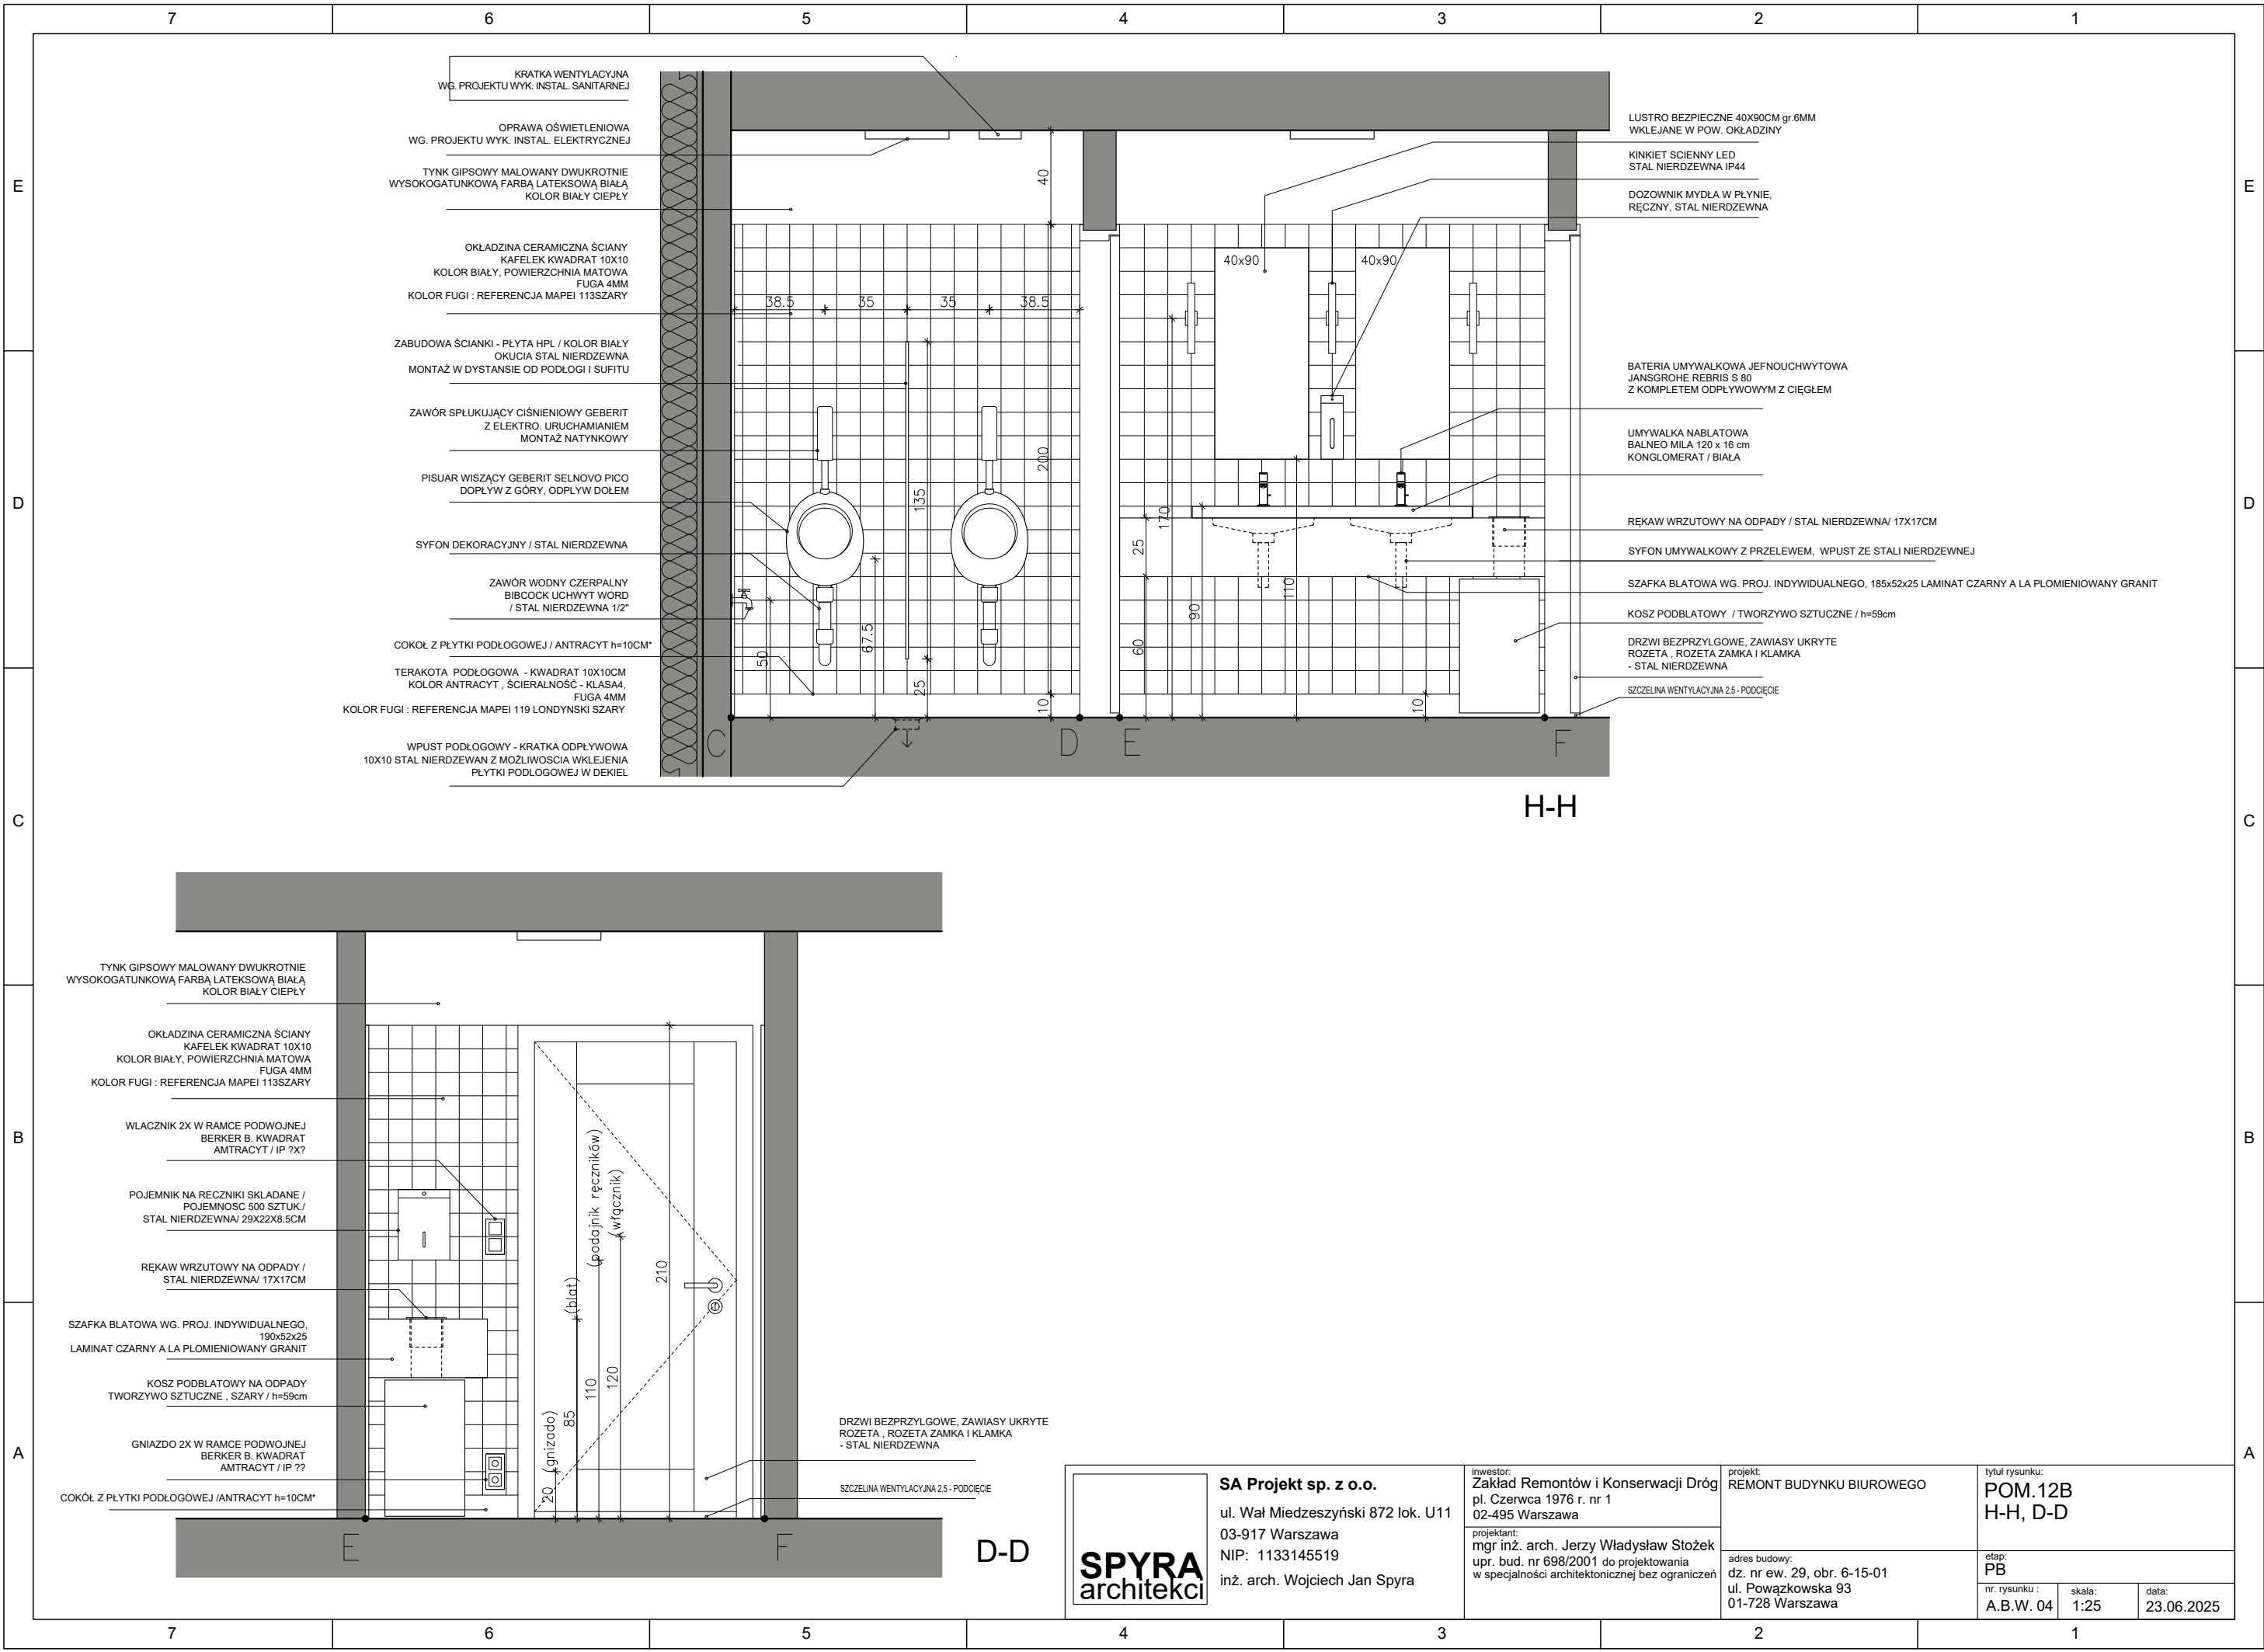 7 6 5 4 3 2 1
E
D
C
B
A
E
D
C
B
A
KRATKA WENTYLACYJNA
WG. PROJEKTU WYK. INSTAL. SANITARNEJ
OPRAWA OŚWIETLENIOWA
WG. PROJEKTU WYK. INSTAL. ELEKTRYCZNEJ
TYNK GIPSOWY MALOWANY DWUKROTNIE
WYSOKOGATUNKOWĄ FARBĄ LATEKSOWĄ BIAŁĄ
KOLOR BIAŁY CIEPŁY
OKŁADZINA CERAMICZNA ŚCIANY
KAFELEK KWADRAT 10X10
KOLOR BIAŁY, POWIERZCHNIA MATOWA
FUGA 4MM
KOLOR FUGI : REFERENCJA MAPEI 113SZARY
ZABUDOWA ŚCIANKI - PŁYTA HPL / KOLOR BIAŁY
OKUCIA STAL NIERDZEWNA
MONTAŻ W DYSTANSIE OD PODŁOGI I SUFITU
ZAWÓR SPŁUKUJĄCY CIŚNIENIOWY GEBERIT
Z ELEKTRO. URUCHAMIANIEM
MONTAŻ NATYNKOWY
PISUAR WISZĄCY GEBERIT SELNOVO PICO
DOPŁYW Z GÓRY, ODPLYW DOŁEM
SYFON DEKORACYJNY / STAL NIERDZEWNA
ZAWÓR WODNY CZERPALNY
BIBCOCK UCHWYT WORD
/ STAL NIERDZEWNA 1/2"
COKOŁ Z PŁYTKI PODŁOGOWEJ / ANTRACYT h=10CM*
TERAKOTA PODŁOGOWA - KWADRAT 10X10CM
KOLOR ANTRACYT , ŚCIERALNOŚĆ - KLASA4,
FUGA 4MM
KOLOR FUGI : REFERENCJA MAPEI 119 LONDYNSKI SZARY
WPUST PODŁOGOWY - KRATKA ODPŁYWOWA
10X10 STAL NIERDZEWAN Z MOŻLIWOSCIA WKLEJENIA
PŁYTKI PODLOGOWEJ W DEKIEL
40
38.5 35 35 38.5
200
135
67.5
50
25
10
40x90
40x90
170
25
110
90
60
10
C D E F
LUSTRO BEZPIECZNE 40X90CM gr.6MM
WKLEJANE W POW. OKŁADZINY
KINKIET SCIENNY LED
STAL NIERDZEWNA IP44
DOZOWNIK MYDŁA W PŁYNIE,
RĘCZNY, STAL NIERDZEWNA
BATERIA UMYWALKOWA JEFNOUCHWYTOWA
JANSGROHE REBRIS S 80
Z KOMPLETEM ODPŁYWOWYM Z CIĘGŁEM
UMYWALKA NABLATOWA
BALNEO MILA 120 x 16 cm
KONGLOMERAT / BIAŁA
RĘKAW WRZUTOWY NA ODPADY / STAL NIERDZEWNA/ 17X17CM
SYFON UMYWALKOWY Z PRZELEWEM, WPUST ZE STALI NIERDZEWNEJ
SZAFKA BLATOWA WG. PROJ. INDYWIDUALNEGO, 185x52x25 LAMINAT CZARNY A LA PLOMIENIOWANY GRANIT
KOSZ PODBLATOWY / TWORZYWO SZTUCZNE / h=59cm
DRZWI BEZPRZYLGOWE, ZAWIASY UKRYTE
ROZETA , ROZETA ZAMKA I KLAMKA
- STAL NIERDZEWNA
SZCZELINA WENTYLACYJNA 2,5 - PODCIĘCIE
H-H
TYNK GIPSOWY MALOWANY DWUKROTNIE
WYSOKOGATUNKOWĄ FARBĄ LATEKSOWĄ BIAŁĄ
KOLOR BIAŁY CIEPŁY
OKŁADZINA CERAMICZNA ŚCIANY
KAFELEK KWADRAT 10X10
KOLOR BIAŁY, POWIERZCHNIA MATOWA
FUGA 4MM
KOLOR FUGI : REFERENCJA MAPEI 113SZARY
WLACZNIK 2X W RAMCE PODWOJNEJ
BERKER B. KWADRAT
AMTRACYT / IP ?X?
POJEMNIK NA RECZNIKI SKLADANE /
POJEMNOSC 500 SZTUK./
STAL NIERDZEWNA/ 29X22X8.5CM
RĘKAW WRZUTOWY NA ODPADY /
STAL NIERDZEWNA/ 17X17CM
SZAFKA BLATOWA WG. PROJ. INDYWIDUALNEGO,
190x52x25
LAMINAT CZARNY A LA PLOMIENIOWANY GRANIT
KOSZ PODBLATOWY NA ODPADY
TWORZYWO SZTUCZNE , SZARY / h=59cm
GNIAZDO 2X W RAMCE PODWOJNEJ
BERKER B. KWADRAT
AMTRACYT / IP ??
COKÓŁ Z PŁYTKI PODŁOGOWEJ /ANTRACYT h=10CM*
20 (gnizado)
85 (blat)
110 (podajnik ręczników)
120 (włącznik)
210
E F
DRZWI BEZPRZYLGOWE, ZAWIASY UKRYTE
ROZETA , ROZETA ZAMKA I KLAMKA
- STAL NIERDZEWNA
SZCZELINA WENTYLACYJNA 2,5 - PODCIĘCIE
D-D
SPYRA
architekci
SA Projekt sp. z o.o.
ul. Wał Miedzeszyński 872 lok. U11
03-917 Warszawa
NIP: 1133145519
inż. arch. Wojciech Jan Spyra
inwestor:
Zakład Remontów i Konserwacji Dróg
pl. Czerwca 1976 r. nr 1
02-495 Warszawa
projektant:
mgr inż. arch. Jerzy Władysław Stożek
upr. bud. nr 698/2001 do projektowania
w specjalności architektonicznej bez ograniczeń
projekt:
REMONT BUDYNKU BIUROWEGO
adres budowy:
dz. nr ew. 29, obr. 6-15-01
ul. Powązkowska 93
01-728 Warszawa
tytuł rysunku:
POM.12B
H-H, D-D
etap:
PB
nr. rysunku :
A.B.W. 04
skala:
1:25
data:
23.06.2025
7 6 5 4 3 2 1